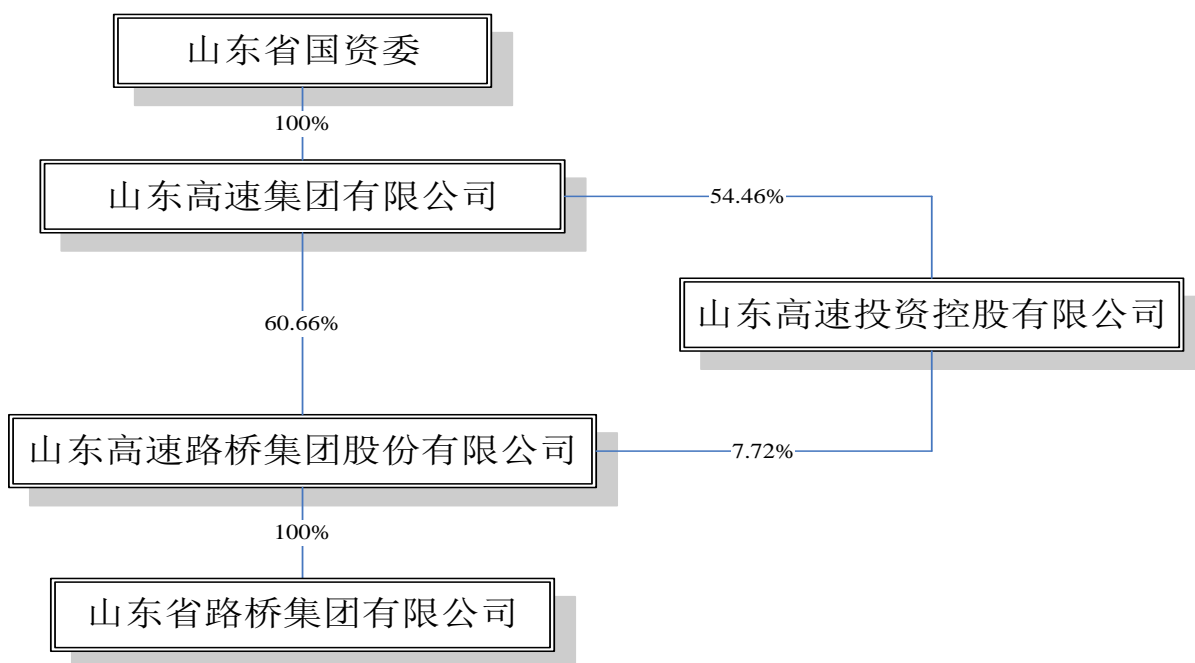 山东省国资委
100%
山东高速集团有限公司
54.46%
山东高速投资控股有限公司
60.66%
山东高速路桥集团股份有限公司
7.72%
100%
山东省路桥集团有限公司